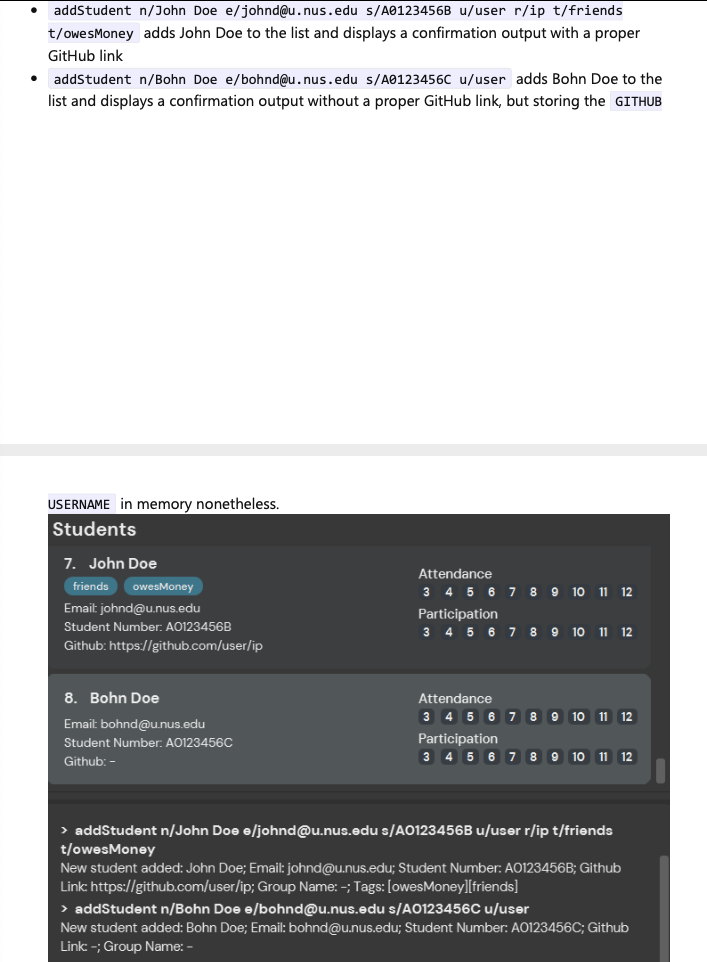 • addStudent n/John Doe e/johnd@u.nus.edu s/A0123456B u/user r/ip t/friends
t/owesMoney adds John Doe to the list and displays a confirmation output with a proper
GitHub link
• addStudent n/Bohn Doe e/bohnd@u.nus.edu s/A0123456C u/user adds Bohn Doe to the
list and displays a confirmation output without a proper GitHub link, but storing the GITHUB
USERNAME in memory nonetheless.
Students
7. John Doe
friends owesMoney
Email: johnd@u.nus.edu
Student Number: A0123456B
Github: https://github.com/user/ip
Attendance
3 4 5 6 7 8 9 10 11 12
Participation
3 4 5 6 7 8 9 10 11 12
8. Bohn Doe
Email: bohnd@u.nus.edu
Student Number: A0123456C
Github: -
Attendance
3 4 5 6 7 8 9 10 11 12
Participation
3 4 5 6 7 8 9 10 11 12
> addStudent n/John Doe e/johnd@u.nus.edu s/A0123456B u/user r/ip t/friends
t/owesMoney
New student added: John Doe; Email: johnd@u.nus.edu; Student Number: A0123456B; Github
Link: https://github.com/user/ip; Group Name: -; Tags: [owesMoney][friends]
> addStudent n/Bohn Doe e/bohnd@u.nus.edu s/A0123456C u/user
New student added: Bohn Doe; Email: bohnd@u.nus.edu; Student Number: A0123456C; Github
Link: -; Group Name: -